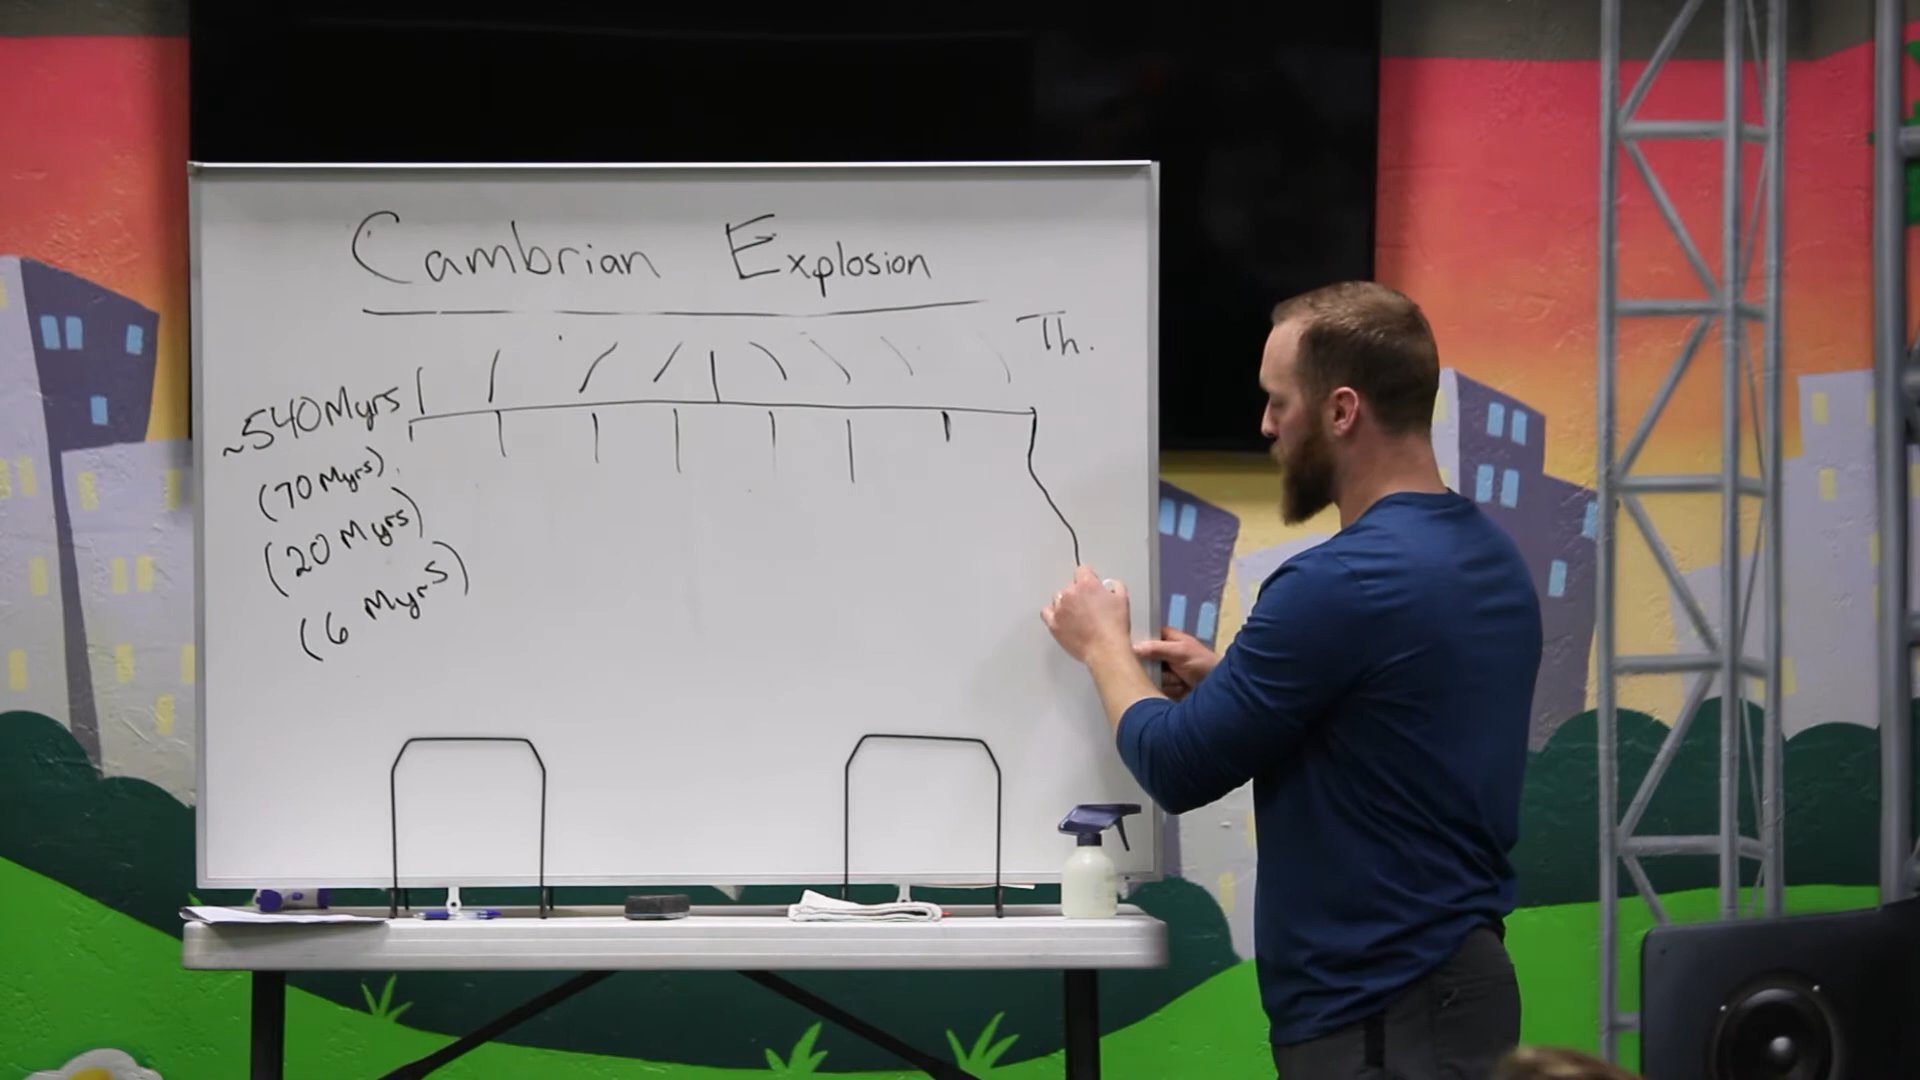 Cambrian Explosion
Th.
~540Myrs
(70 Myrs)
(20 Myrs)
(6 Myrs)